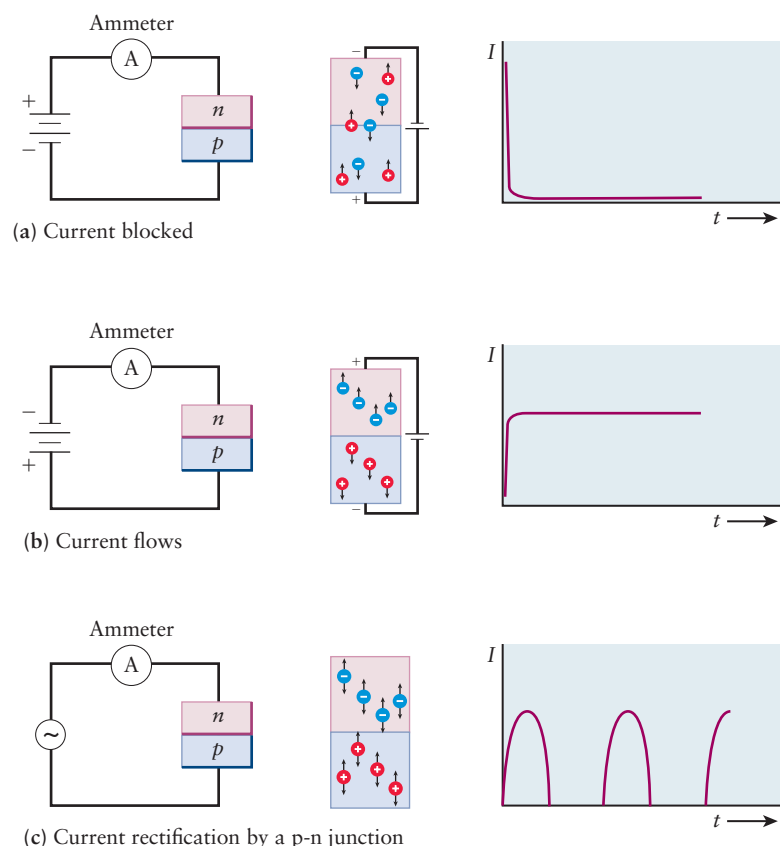 Ammeter
A
+
−
n
p
−
− +
−
+ −
−
+ +
+
I
t
(a) Current blocked
Ammeter
A
−
+
n
p
+
−
−
− −
+
+
+ +
−
I
t
(b) Current flows
Ammeter
A
~
n
p
−
− −
−
+
+ +
+
I
t
(c) Current rectification by a p-n junction